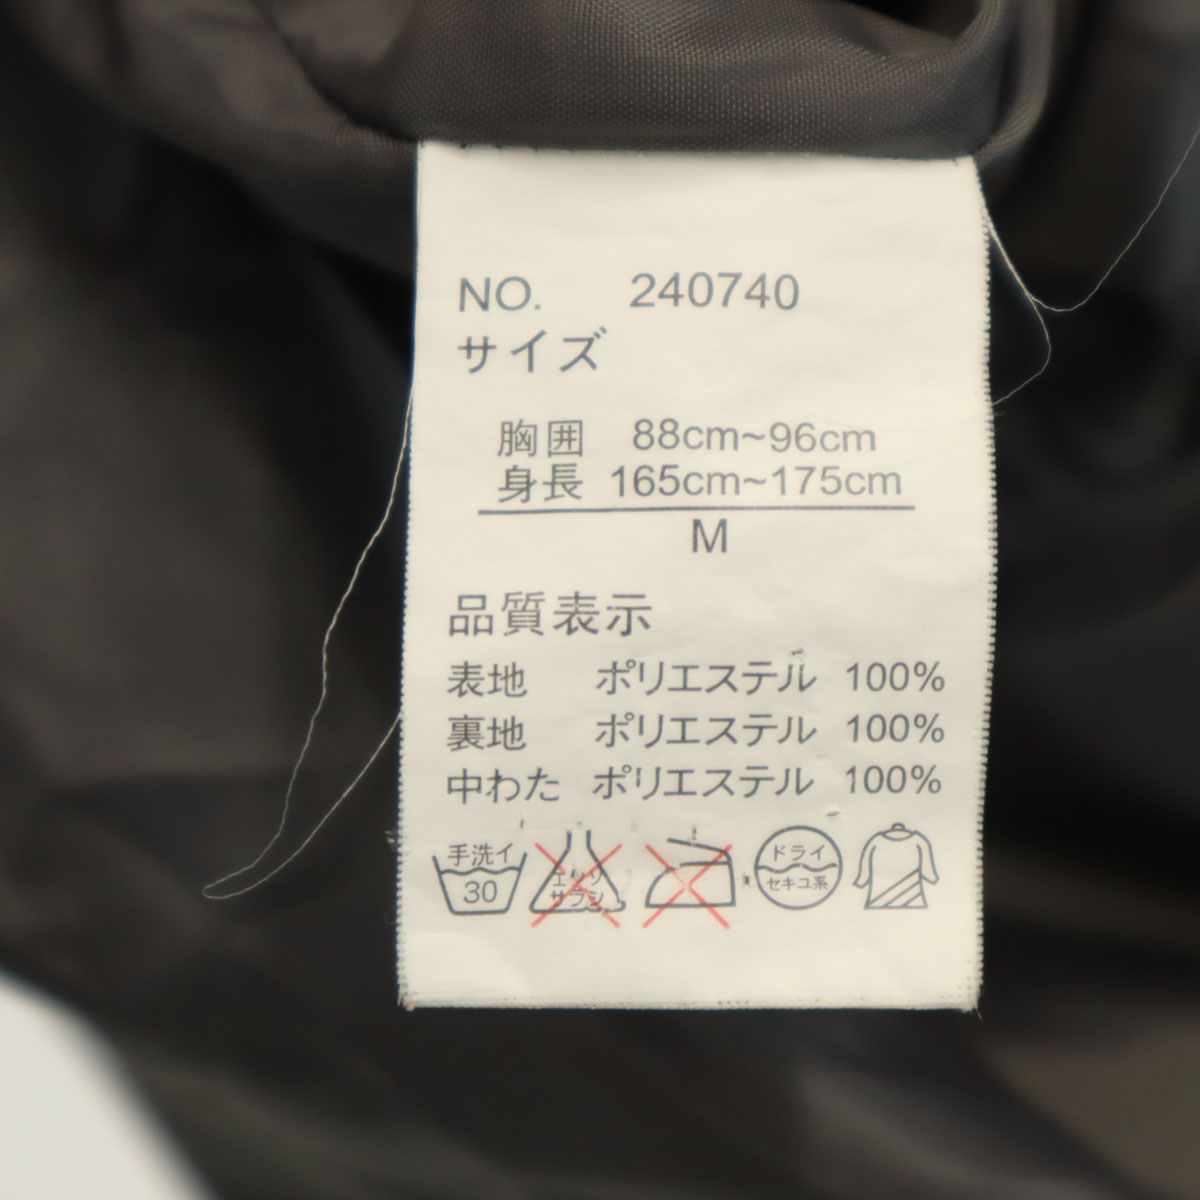 NO. 240740
サイズ
胸囲 88cm~96cm
身長 165cm~175cm
M
品質表示
表地 ポリエステル 100%
裏地 ポリエステル 100%
中わた ポリエステル 100%
手洗イ
30
エンソ
サラシ
ドライ
セキユ系